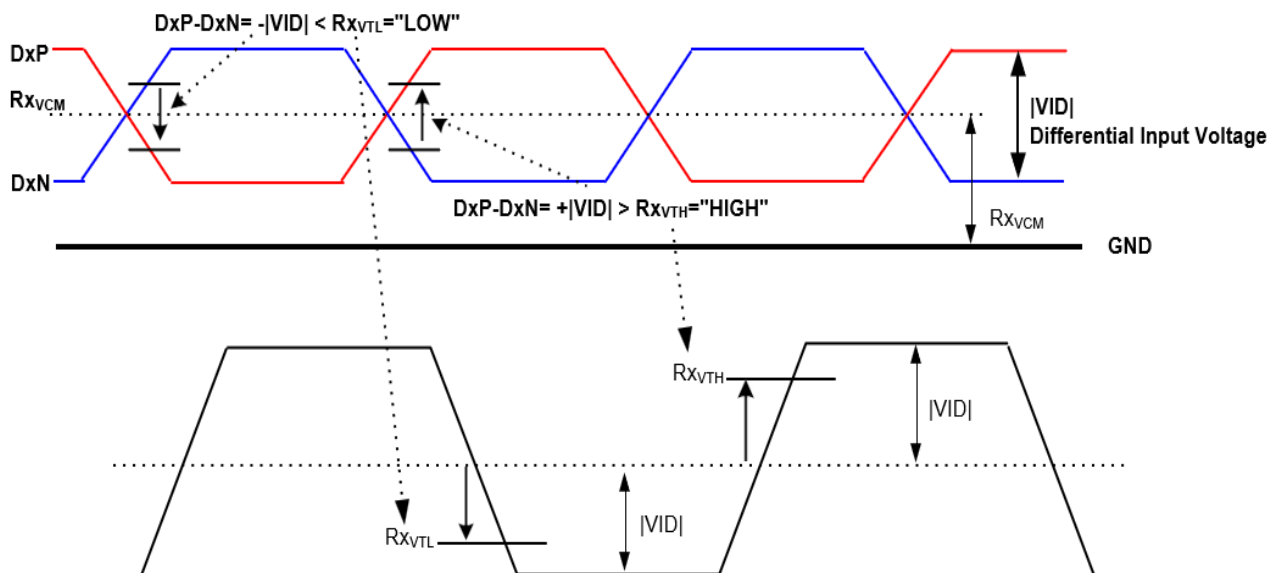 DxP-DxN= -|VID| < RxVTL="LOW"
DxP
RxVCM
DxN
|VID|
Differential Input Voltage
DxP-DxN= +|VID| > RxVTH="HIGH"
RxVCM
GND
RxVTH
|VID|
|VID|
RxVTL